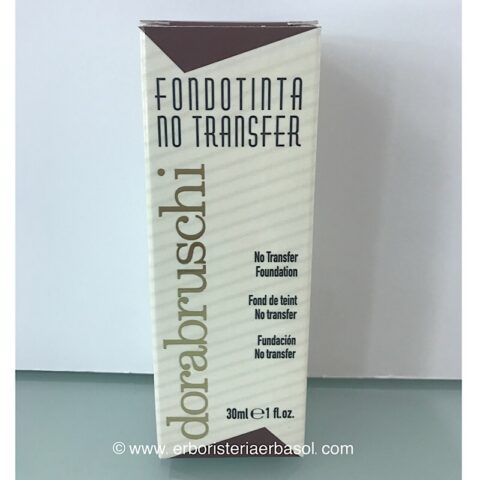 FONDOTINTA
NO TRANSFER
dorabruschi
No Transfer
Foundation
Fond de teint
No transfer
Fundación
No transfer
30ml ℮ 1 fl.oz.
© www. erboristeriaerbasol. com